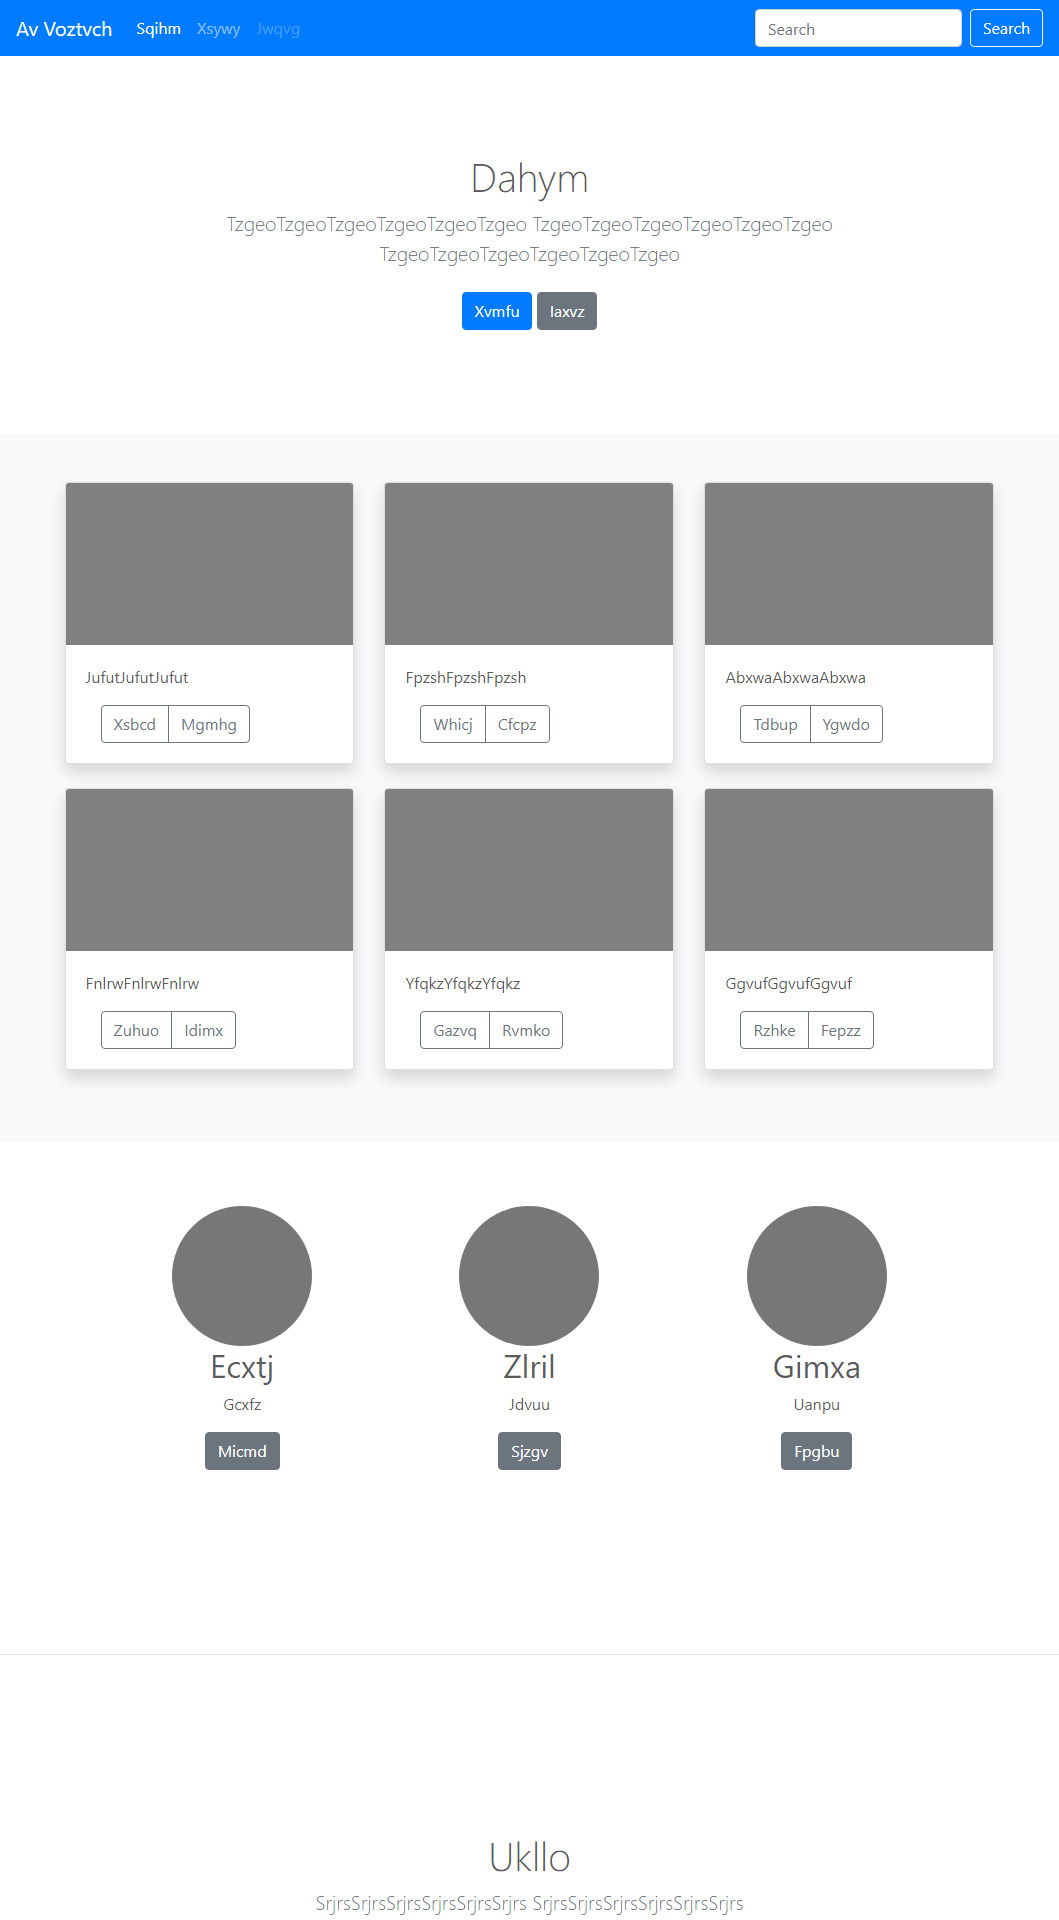 Av Voztvch Sqihm Xsywy Jwqvg Search Search
Dahym
TzgeoTzgeoTzgeoTzgeoTzgeoTzgeo TzgeoTzgeoTzgeoTzgeoTzgeoTzgeo
TzgeoTzgeoTzgeoTzgeoTzgeoTzgeo
Xvmfu Iaxvz
JufutJufutJufut FpzshFpzshFpzsh AbxwaAbxwaAbxwa
Xsbcd Mgmhg Whicj Cfcpz Tdbup Ygwdo
FnlrwFnlrwFnlrw YfqkzYfqkzYfqkz GgvufGgvufGgvuf
Zuhuo Idimx Gazvq Rvmko Rzhke Fepzz
Ecxtj Zlril Gimxa
Gcxfz Jdvuu Uanpu
Micmd Sjzgv Fpgbu
Ukllo
SrjrsSrjrsSrjrsSrjrsSrjrsSrjrs SrjrsSrjrsSrjrsSrjrsSrjrsSrjrs